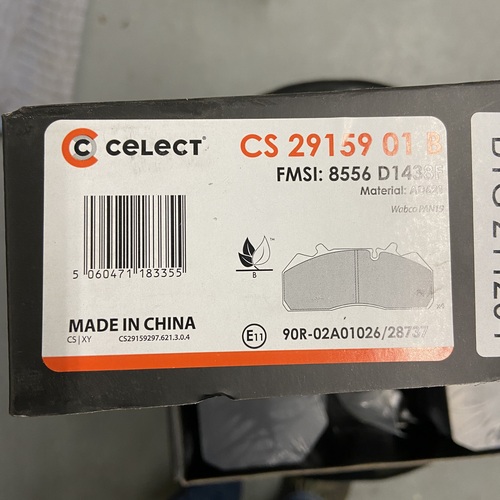 celect
CS 29159 01 B
FMSI: 8556
Material:
Wabco PAN19
5 060471 183355
TM
B
MADE IN CHINA
CS | XY CS29159297.621.3.0.4
E11 90R-02A01026/28737